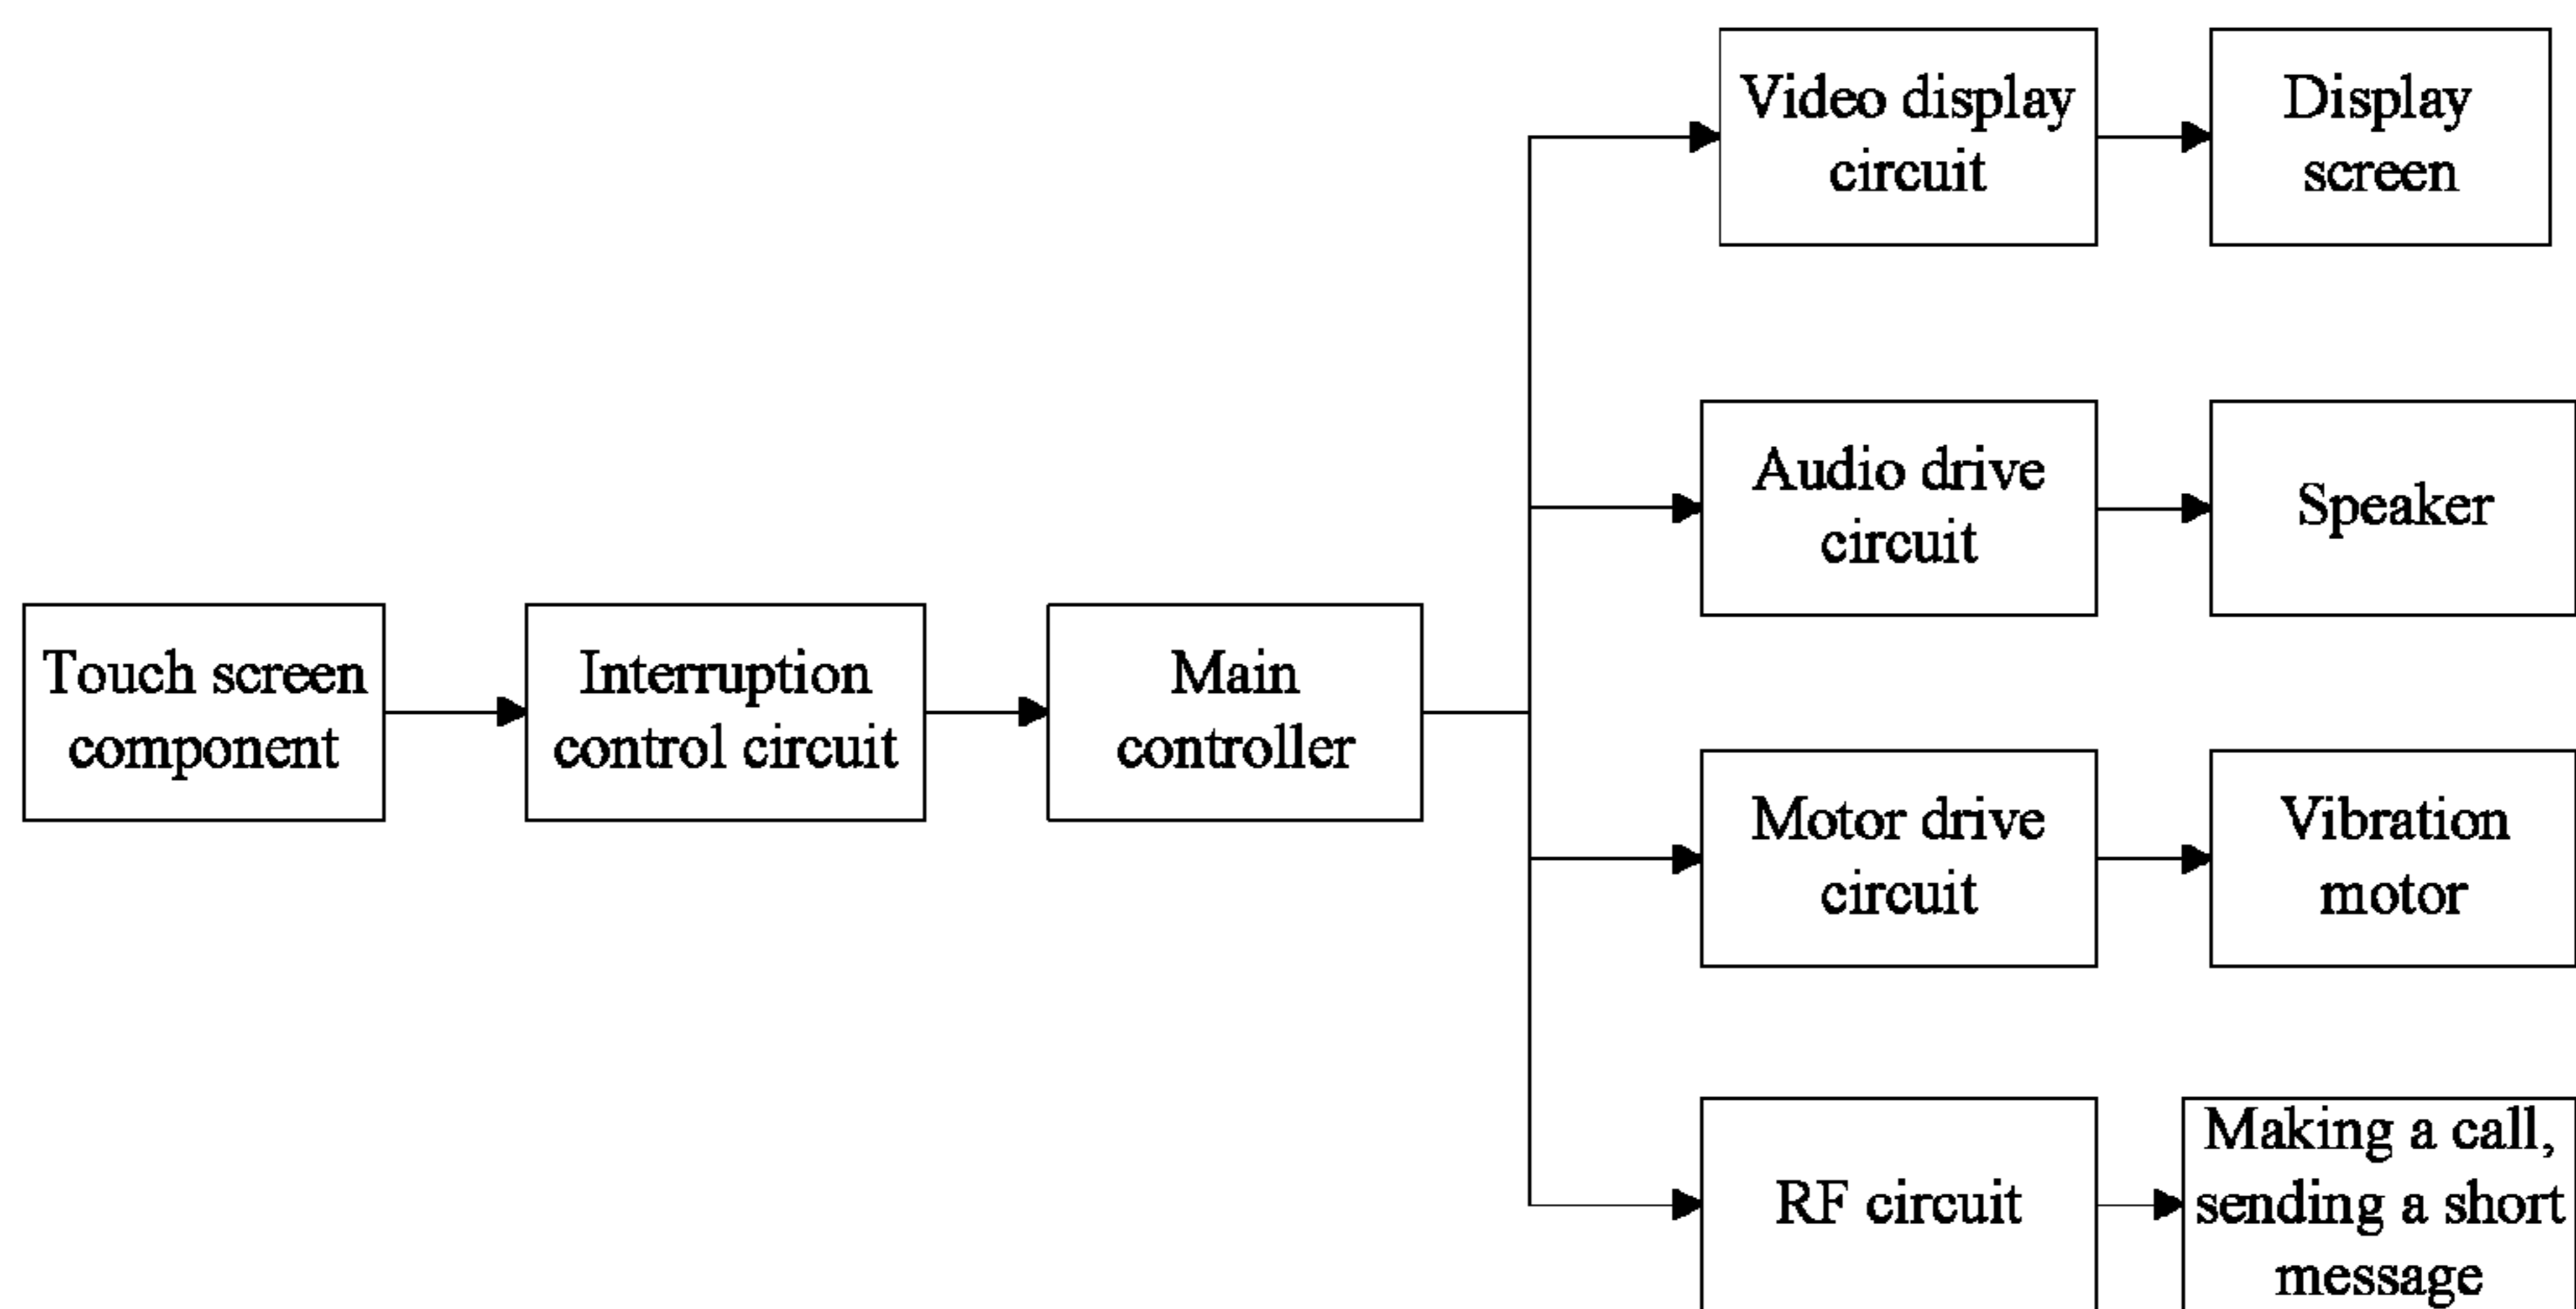 Video display
circuit
Display
screen
Audio drive
circuit
Speaker
Touch screen
component
Interruption
control circuit
Main
controller
Motor drive
circuit
Vibration
motor
RF circuit
Making a call,
sending a short
message